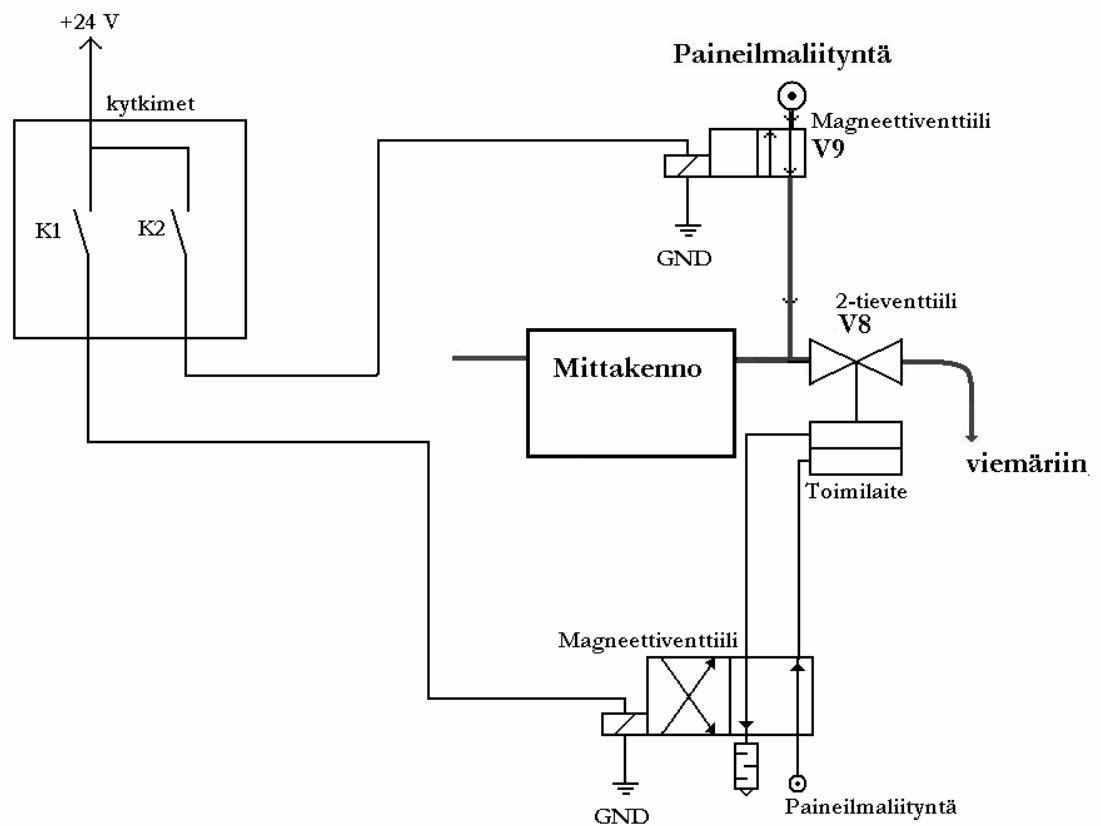 +24 V
kytkimet
K1
K2
Paineilmaliityntä
Magneettiventtiili
V9
GND
2-tieventtiili
V8
Mittakenno
viemäriin
Toimilaite
Magneettiventtiili
GND
Paineilmaliityntä